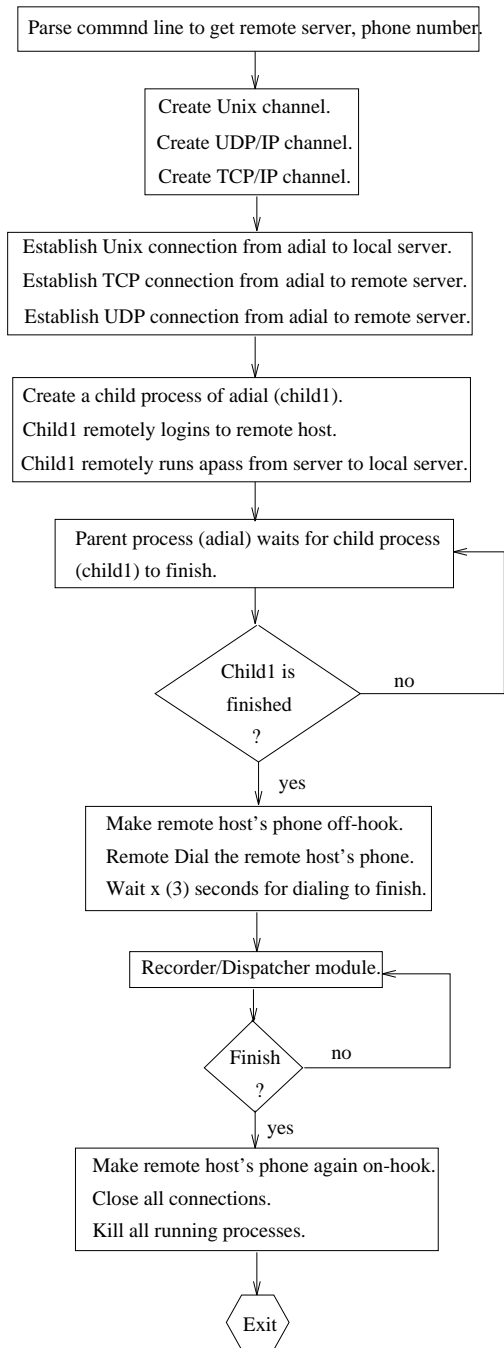 Parse commnd line to get remote server, phone number.
Create Unix channel.
Create UDP/IP channel.
Create TCP/IP channel.
Establish Unix connection from adial to local server.
Establish TCP connection from adial to remote server.
Establish UDP connection from adial to remote server.
Create a child process of adial (child1).
Child1 remotely logins to remote host.
Child1 remotely runs apass from server to local server.
Parent process (adial) waits for child process
(child1) to finish.
Child1 is
finished
?
no
yes
Make remote host's phone off-hook.
Remote Dial the remote host's phone.
Wait x (3) seconds for dialing to finish.
Recorder/Dispatcher module.
Finish
?
no
yes
Make remote host's phone again on-hook.
Close all connections.
Kill all running processes.
Exit